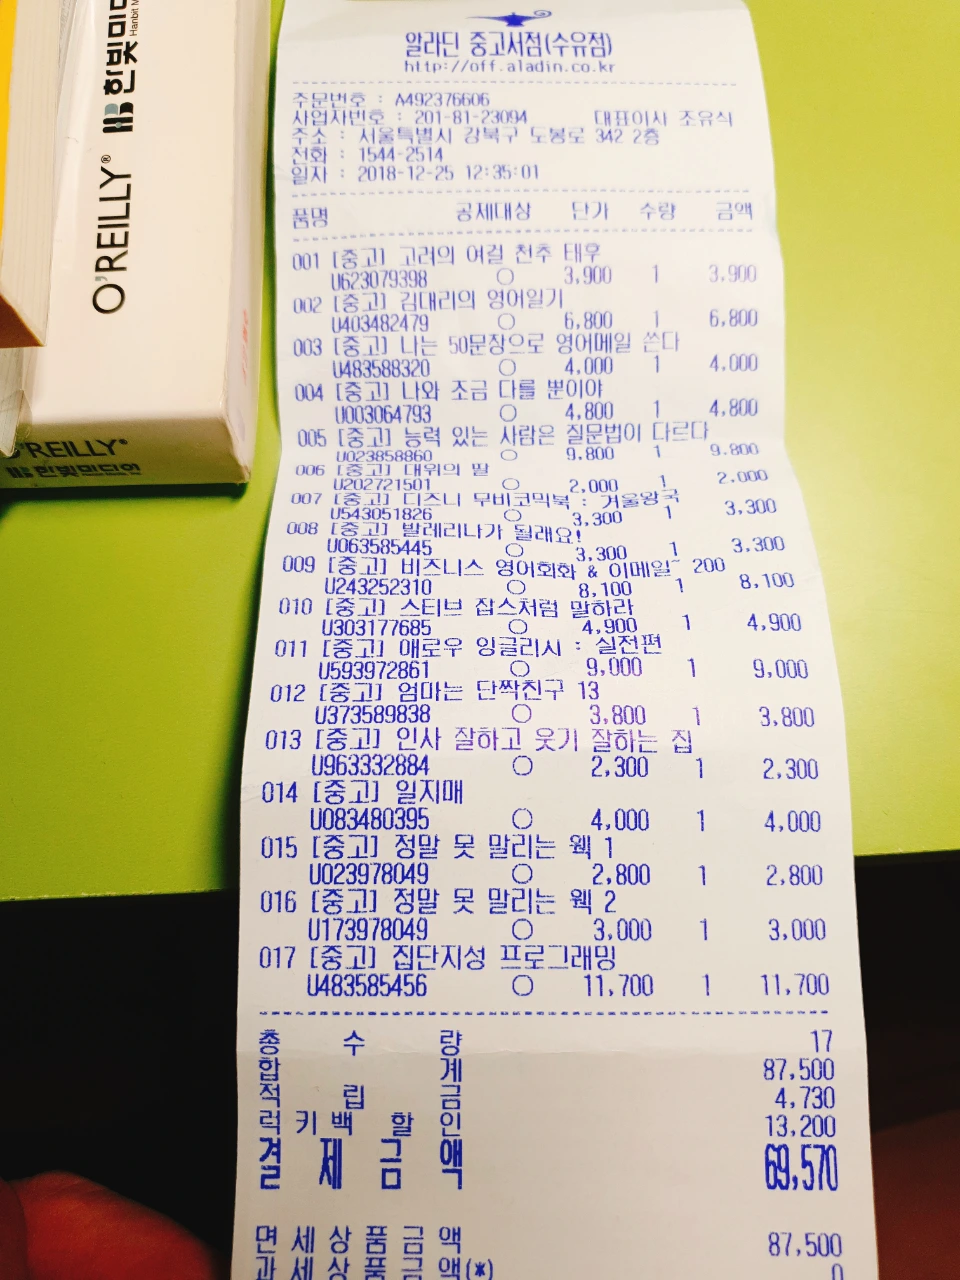 O'REILLY®
한빛미디
Hanbit M
O'REILLY®
한빛미디어
알라딘 중고서점(수유점)
http://off.aladin.co.kr
주문번호 : A492376606
사업자번호 : 201-81-23094 대표이사 조유식
주소 : 서울특별시 강북구 도봉로 342 2층
전화 : 1544-2514
일자 : 2018-12-25 12:35:01
품명 공제대상 단가 수량 금액
001 [중고] 고려의 여걸 천추 태후
U623079398 ○ 3,900 1 3,900
002 [중고] 김대리의 영어일기
U403482479 ○ 6,800 1 6,800
003 [중고] 나는 50문장으로 영어메일 쓴다
U483588320 ○ 4,000 1 4,000
004 [중고] 나와 조금 다를 뿐이야
U003064793 ○ 4,800 1 4,800
005 [중고] 능력 있는 사람은 질문법이 다르다
U023858860 ○ 9,800 1 9,800
006 [중고] 대위의 딸
U202721501 ○ 2,000 1 2,000
007 [중고] 디즈니 무비코믹북 : 겨울왕국
U543051826 ○ 3,300 1 3,300
008 [중고] 발레리나가 될래요!
U063585445 ○ 3,300 1 3,300
009 [중고] 비즈니스 영어회화 & 이메일~ 200
U243252310 ○ 8,100 1 8,100
010 [중고] 스티브 잡스처럼 말하라
U303177685 ○ 4,900 1 4,900
011 [중고] 애로우 잉글리시 : 실전편
U593972861 ○ 9,000 1 9,000
012 [중고] 엄마는 단짝친구 13
U373589838 ○ 3,800 1 3,800
013 [중고] 인사 잘하고 웃기 잘하는 집
U963332884 ○ 2,300 1 2,300
014 [중고] 일지매
U083480395 ○ 4,000 1 4,000
015 [중고] 정말 못 말리는 웩 1
U023978049 ○ 2,800 1 2,800
016 [중고] 정말 못 말리는 웩 2
U173978049 ○ 3,000 1 3,000
017 [중고] 집단지성 프로그래밍
U483585456 ○ 11,700 1 11,700
총 수 량 17
합 계 87,500
적 립 금 4,730
럭키백 할인 13,200
결 제 금 액 69,570
면 세 상 품 금 액 87,500
과 세 상 품 금 액(*) 0